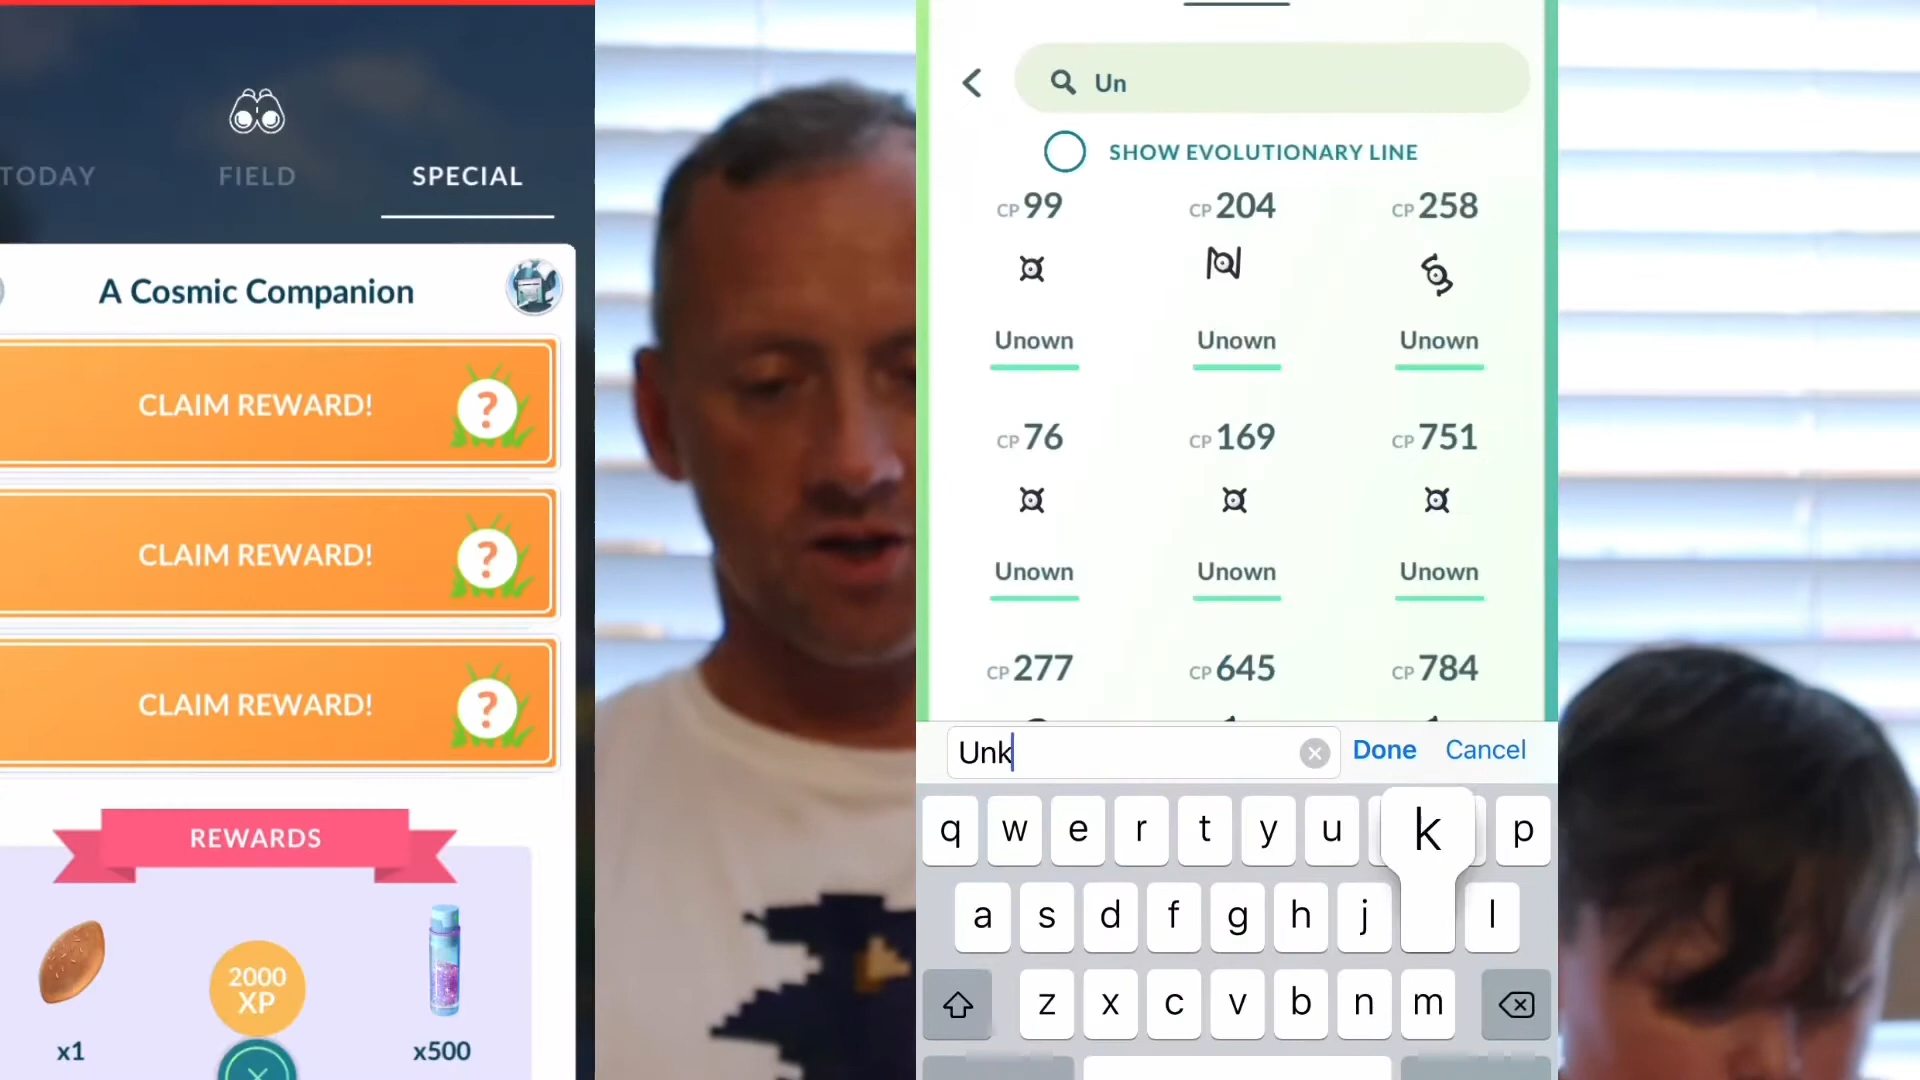 TODAY
FIELD
SPECIAL
A Cosmic Companion
CLAIM REWARD!
?
CLAIM REWARD!
?
CLAIM REWARD!
?
REWARDS
2000
XP
x1
x500
Un
SHOW EVOLUTIONARY LINE
CP 99
CP 204
CP 258
Unown
Unown
Unown
CP 76
CP 169
CP 751
Unown
Unown
Unown
CP 277
CP 645
CP 784
Unk
Done
Cancel
q w e r t y u k p
a s d f g h j l
z x c v b n m